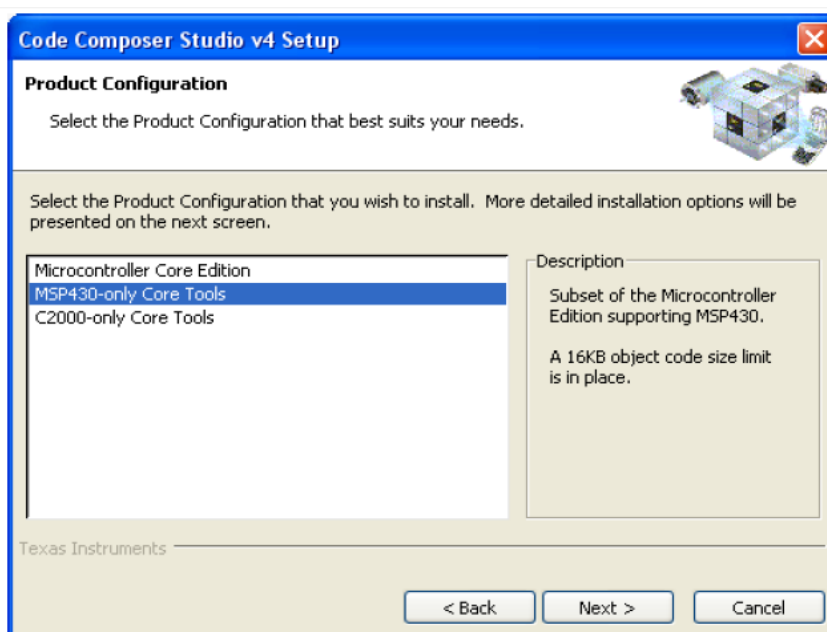 Code Composer Studio v4 Setup
Product Configuration
Select the Product Configuration that best suits your needs.
Select the Product Configuration that you wish to install.  More detailed installation options will be
presented on the next screen.
Microcontroller Core Edition
MSP430-only Core Tools
C2000-only Core Tools
Description
Subset of the Microcontroller
Edition supporting MSP430.
A 16KB object code size limit
is in place.
Texas Instruments
< Back
Next >
Cancel